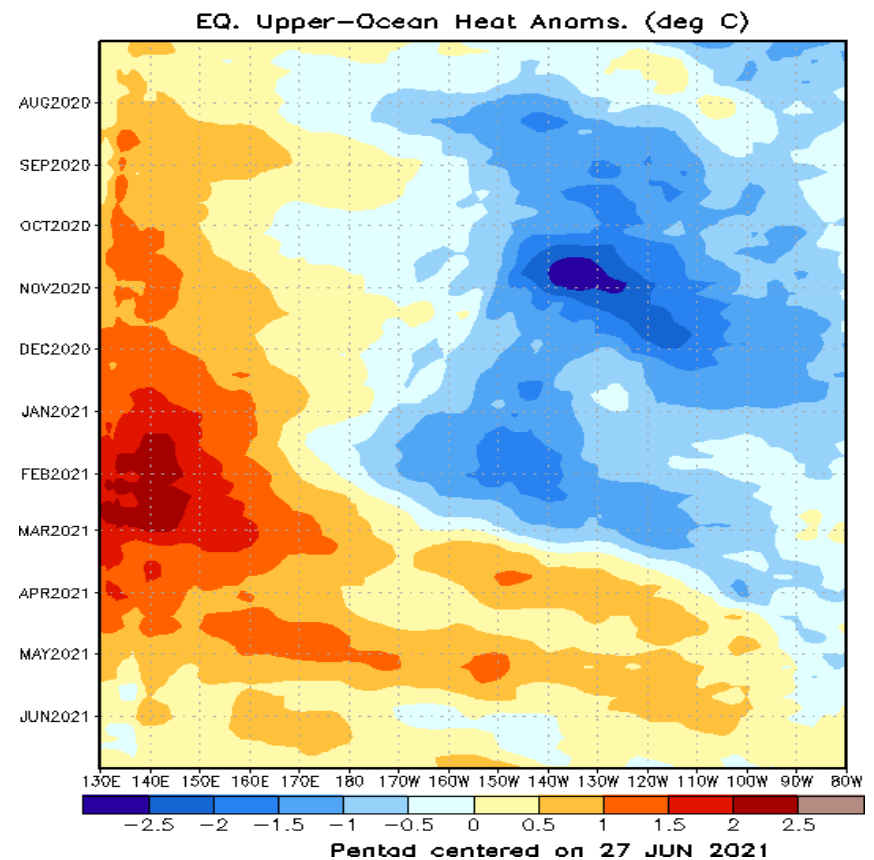 EQ. Upper-Ocean Heat Anoms. (deg C)
AUG2020
SEP2020
OCT2020
NOV2020
DEC2020
JAN2021
FEB2021
MAR2021
APR2021
MAY2021
JUN2021
130E 140E 150E 160E 170E 180 170W 160W 150W 140W 130W 120W 110W 100W 90W 80W
-2.5 -2 -1.5 -1 -0.5 0 0.5 1 1.5 2 2.5
Pentad centered on 27 JUN 2021